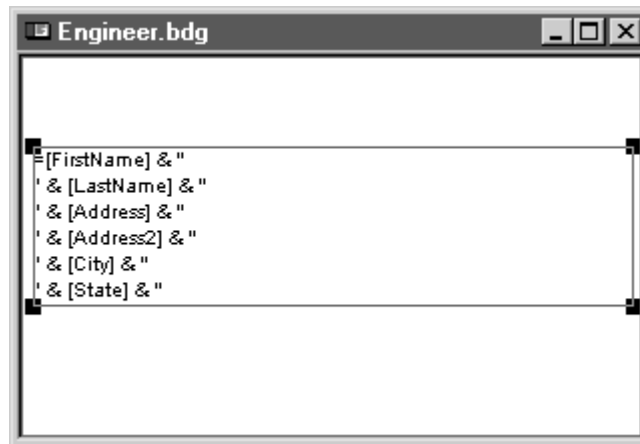 Engineer.bdg
=[FirstName] & "
' & [LastName] & "
' & [Address] & "
' & [Address2] & "
' & [City] & "
' & [State] & "